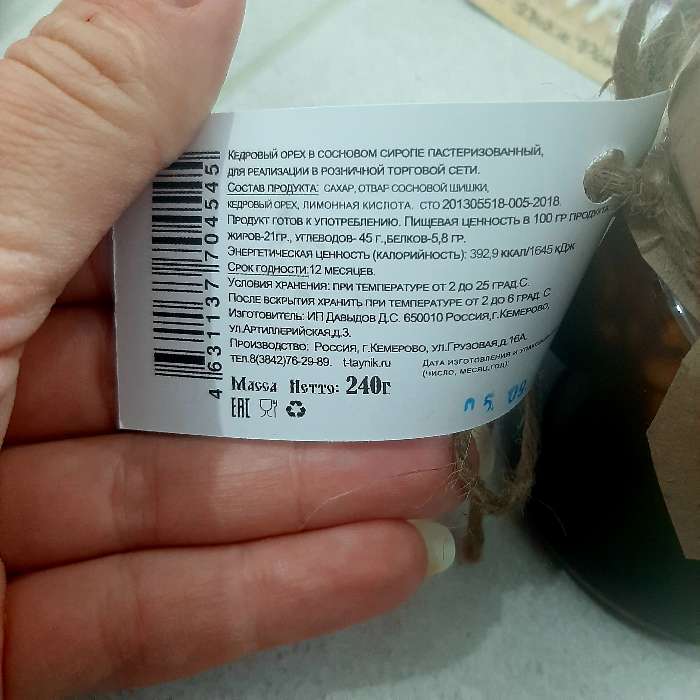 Кедровый орех в сосновом сиропе пастеризованный,
для реализации в розничной торговой сети.
Состав продукта: сахар, отвар сосновой шишки,
кедровый орех, лимонная кислота. сто 201305518-005-2018.
Продукт готов к употреблению. Пищевая ценность в 100 гр продукта
жиров-21гр., углеводов- 45 г.,белков-5,8 гр.
Энергетическая ценность (калорийность): 392,9 ккал/1645 кДж
Срок годности:12 месяцев.
Условия хранения: при температуре от 2 до 25 град.С.
После вскрытия хранить при температуре от 2 до 6 град. С
Изготовитель: ИП Давыдов Д.С. 650010 Россия,г.Кемерово,
ул.Артиллерийская,д.3.
Производство: Россия, г.Кемерово, ул.Грузовая,д.16А.
тел.8(3842)76-29-89. t-taynik.ru
Дата изготовления и
(число, месяц,год):
Масса Нетто: 240г
EAC
4 631137 704545